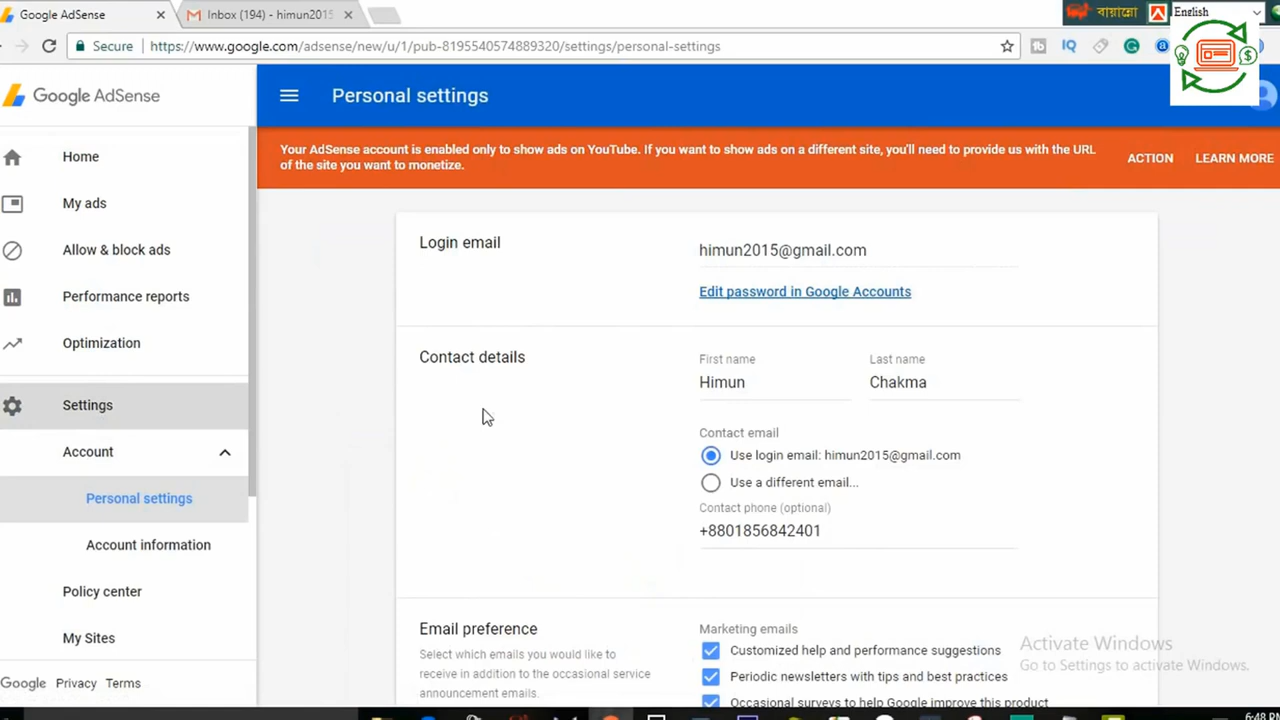 Google AdSense
Inbox (194) - himun2015
বায়ান্নো
English
Secure
https://www.google.com/adsense/new/u/1/pub-8195540574889320/settings/personal-settings
IQ
Google AdSense
Personal settings
Your AdSense account is enabled only to show ads on YouTube. If you want to show ads on a different site, you'll need to provide us with the URL
of the site you want to monetize.
ACTION
LEARN MORE
Home
My ads
Allow & block ads
Performance reports
Optimization
Settings
Account
Personal settings
Account information
Policy center
My Sites
Google Privacy Terms
Login email
himun2015@gmail.com
Edit password in Google Accounts
Contact details
First name
Last name
Himun
Chakma
Contact email
Use login email: himun2015@gmail.com
Use a different email...
Contact phone (optional)
+8801856842401
Email preference
Select which emails you would like to
receive in addition to the occasional service
announcement emails.
Marketing emails
Customized help and performance suggestions
Periodic newsletters with tips and best practices
Occasional surveys to help Google improve this product
Activate Windows
Go to Settings to activate Windows.
6:48 PM